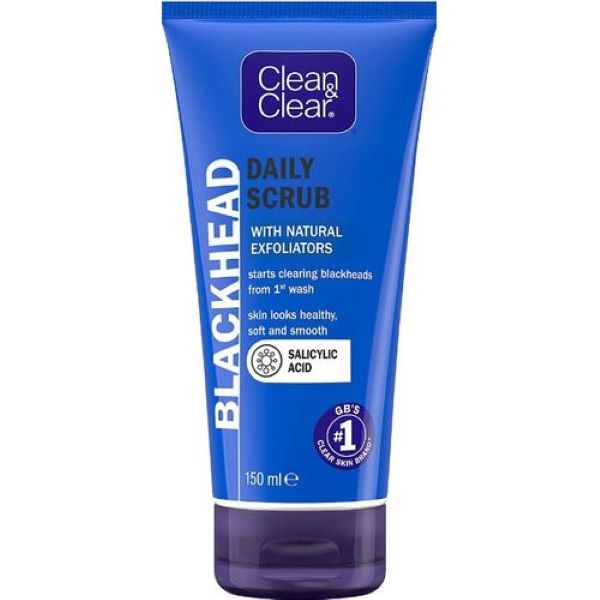 Clean
&
Clear®
BLACKHEAD
DAILY
SCRUB
WITH NATURAL
EXFOLIATORS
starts clearing blackheads
from 1st wash
skin looks healthy,
soft and smooth
SALICYLIC
ACID
GB'S
#1
CLEAR SKIN BRAND*
150 ml ℮